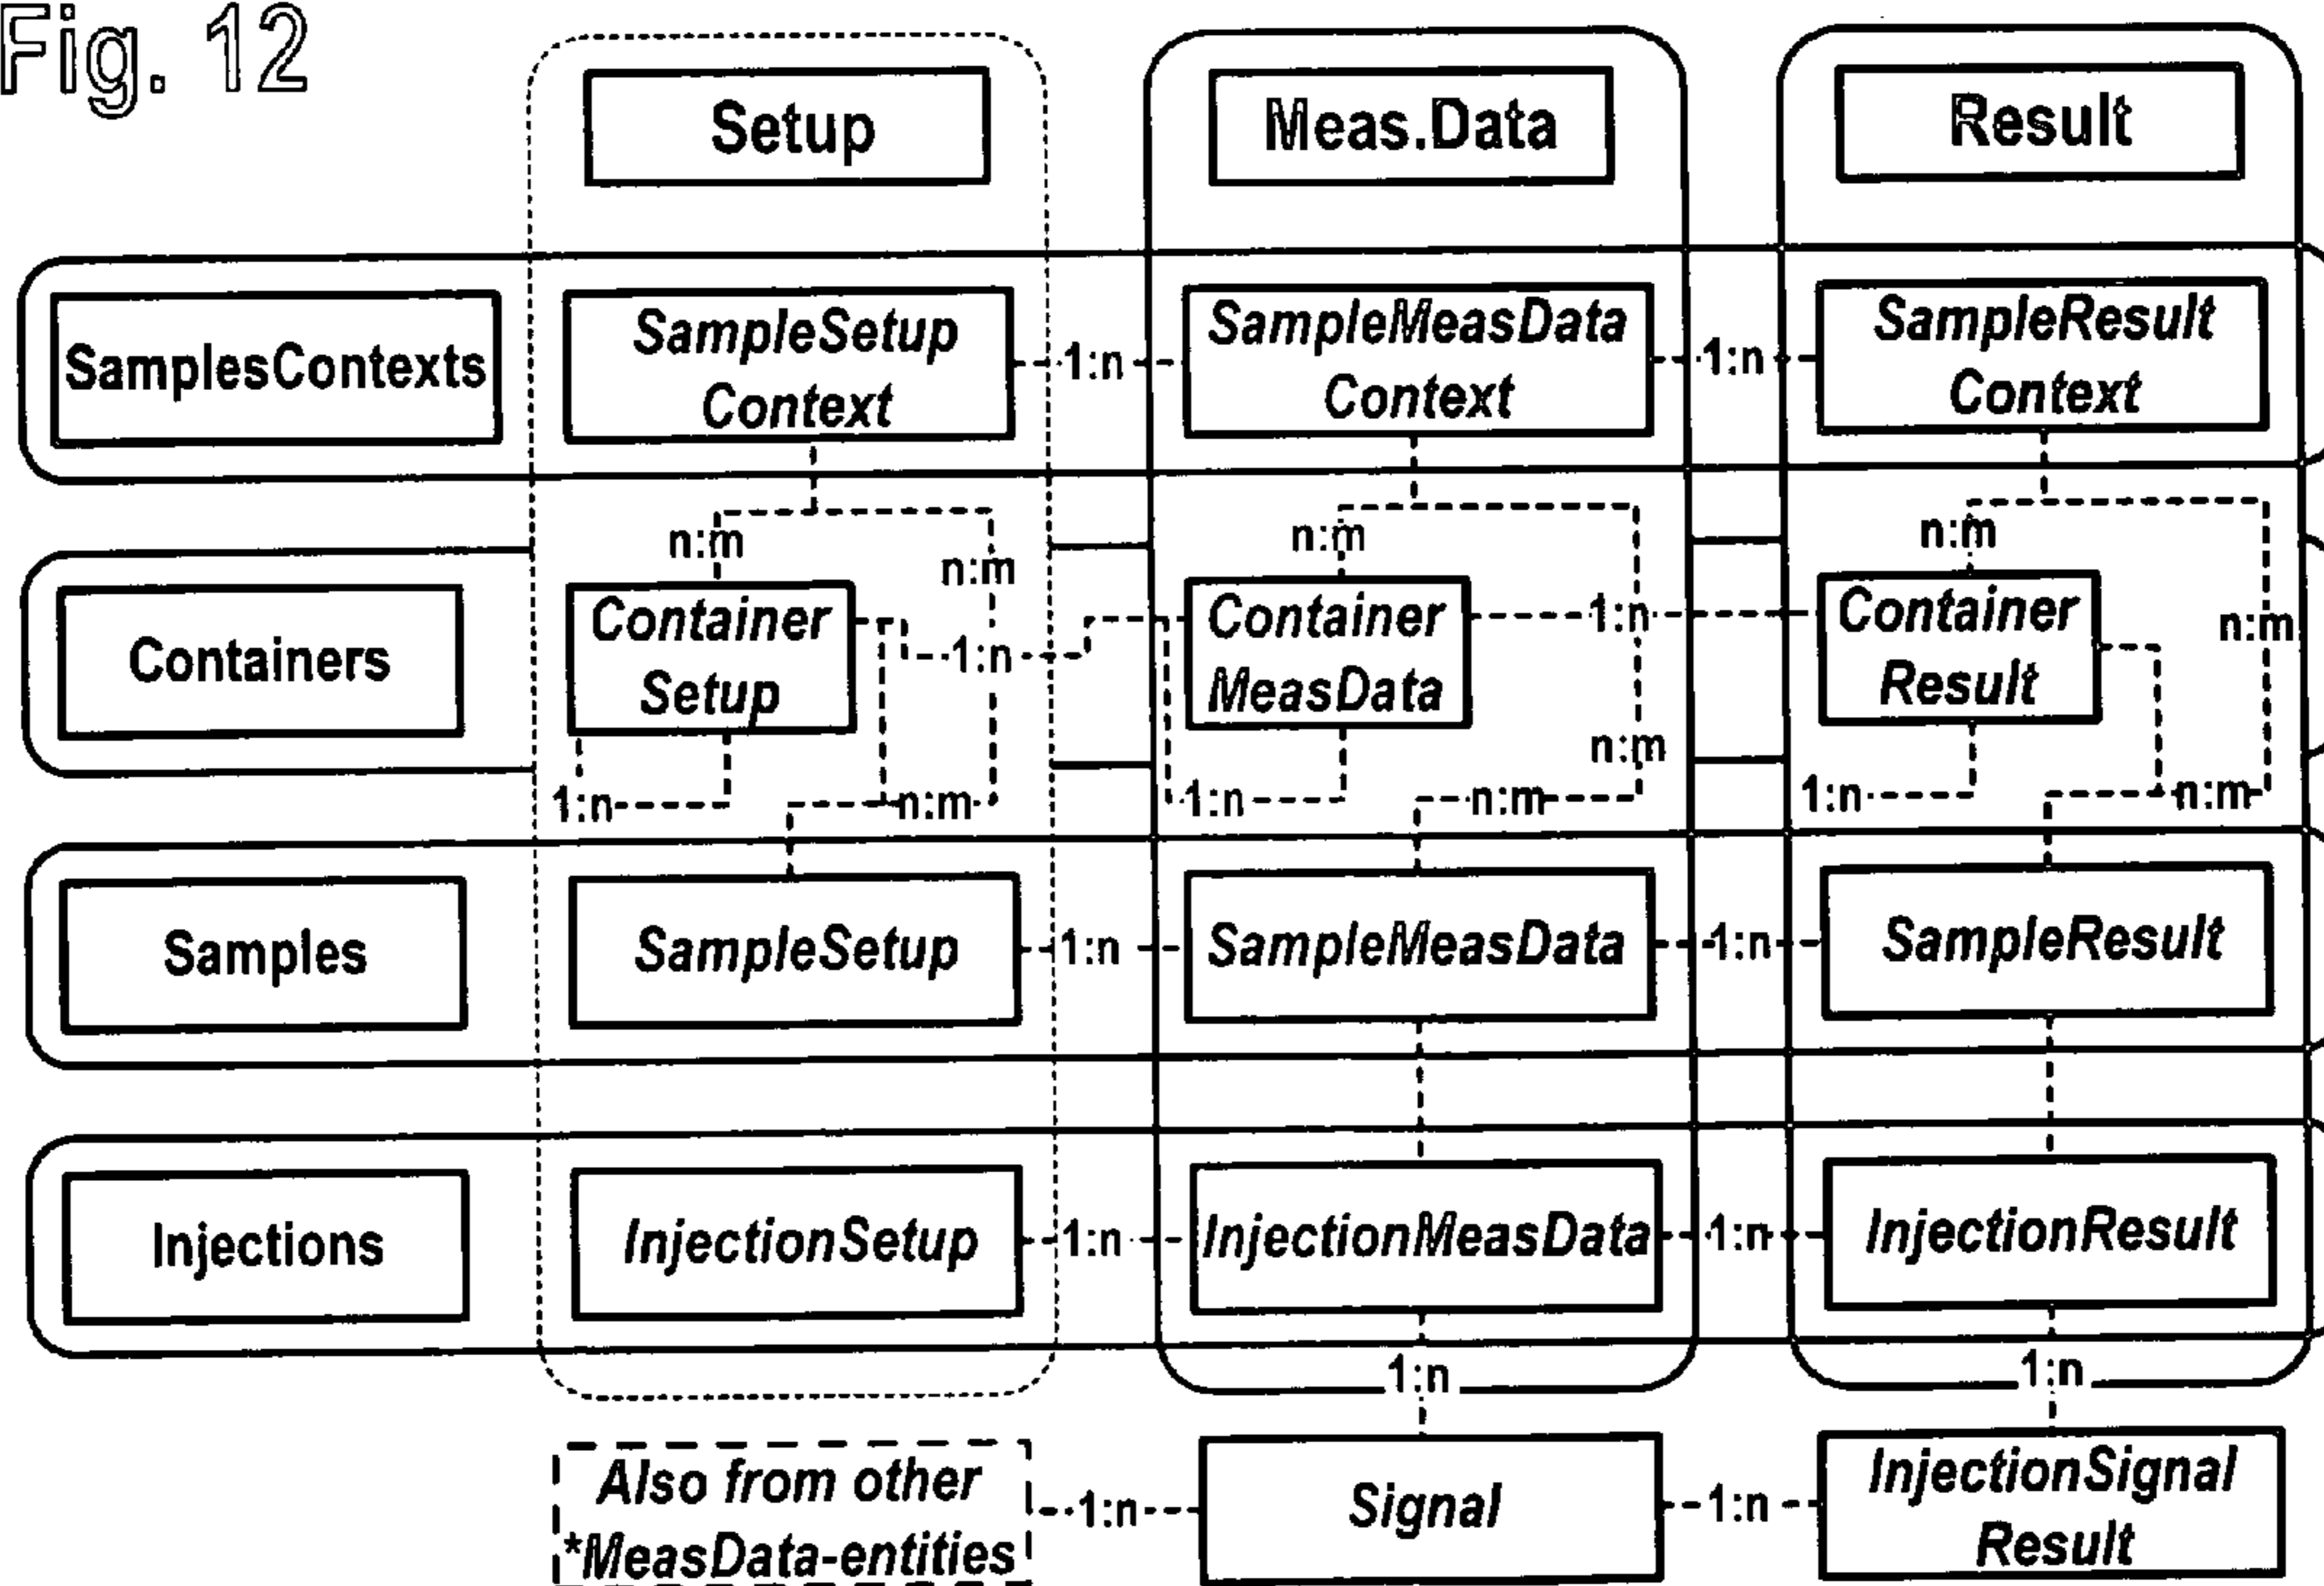 Fig. 12
Setup
Meas.Data
Result
SamplesContexts
SampleSetup
Context
1:n
SampleMeasData
Context
1:n
SampleResult
Context
n:m
n:m
n:m
n:m
n:m
n:m
Containers
Container
Setup
1:n
Container
MeasData
1:n
Container
Result
1:n
n:m
1:n
n:m
1:n
n:m
Samples
SampleSetup
1:n
SampleMeasData
1:n
SampleResult
Injections
InjectionSetup
1:n
InjectionMeasData
1:n
InjectionResult
1:n
1:n
Also from other
*MeasData-entities
1:n
Signal
1:n
InjectionSignal
Result